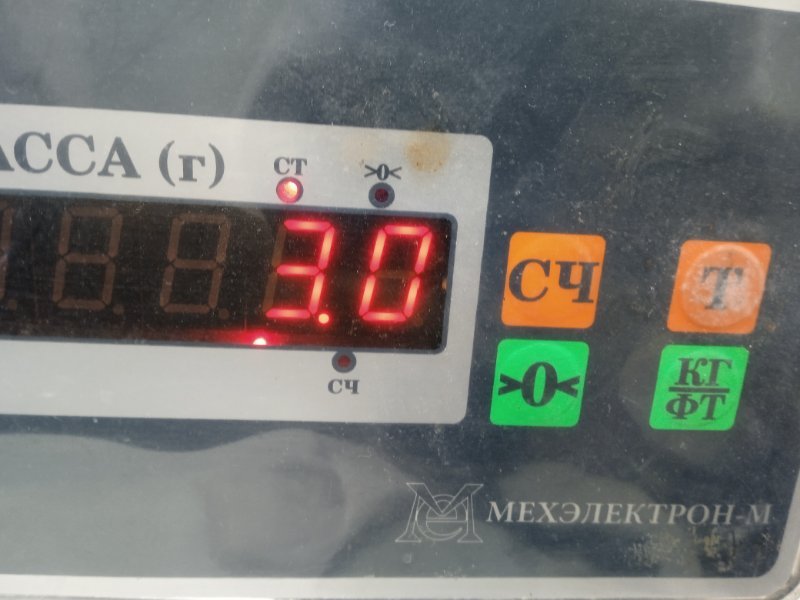 АССА (г)
СТ >0<
3.0
СЧ
СЧ Т
>0< КГ
ФТ
МЕХЭЛЕКТРОН-М